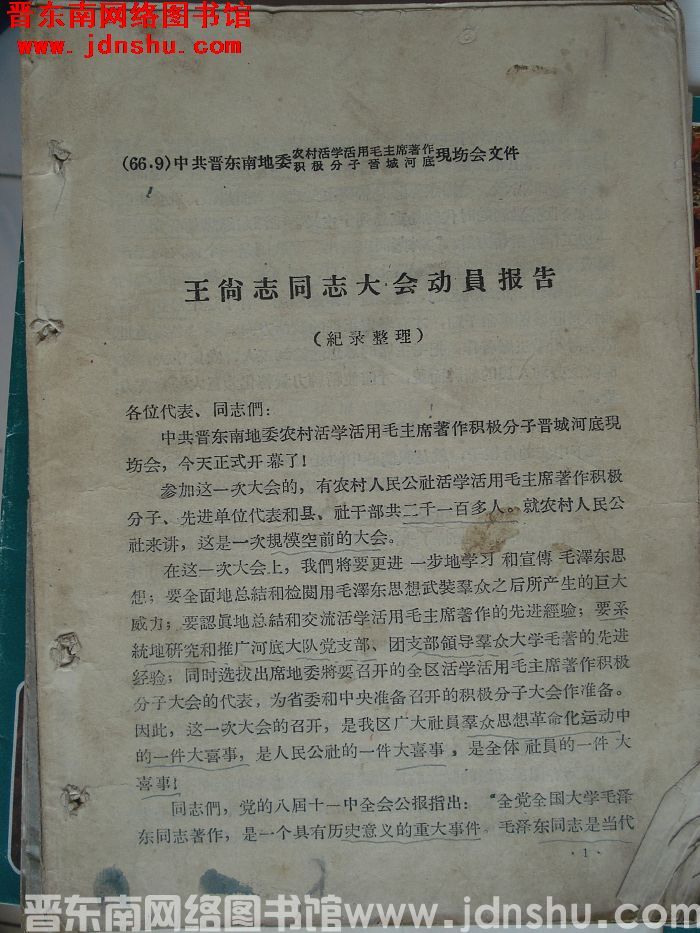 晋东南网络图书馆
www.jdnshu.com
(66.9)中共晋东南地委农村活学活用毛主席著作积极分子晋城河底現坊会文件
王尙志同志大会动員报告
(紀录整理)
各位代表、同志們:
中共晋东南地委农村活学活用毛主席著作积极分子晋城河底現
坊会,今天正式开幕了!
参加这一次大会的,有农村人民公社活学活用毛主席著作积极
分子、先进单位代表和县、社干部共二千一百多人。就农村人民公
社来讲,这是一次規模空前的大会。
在这一次大会上,我們将要更进一步地学习和宣傳毛澤东思
想;要全面地总結和检閱用毛澤东思想武装羣众之后所产生的巨大
威力;要認眞地总結和交流活学活用毛主席著作的先进經驗;要系
統地研究和推广河底大队党支部、团支部領导羣众大学毛著的先进
經驗;同时选拔出席地委将要召开的全区活学活用毛主席著作积极
分子大会的代表,为省委和中央准备召开的积极分子大会作准备。
因此,这一次大会的召开,是我区广大社員羣众思想革命化运动中
的一件大喜事,是人民公社的一件大喜事,是全体社員的一件大
喜事!
同志們,党的八屆十一中全会公报指出:“全党全国大学毛泽
东同志著作,是一个具有历史意义的重大事件。毛泽东同志是当代
·1·
晋东南网络图书馆www.jdnshu.com